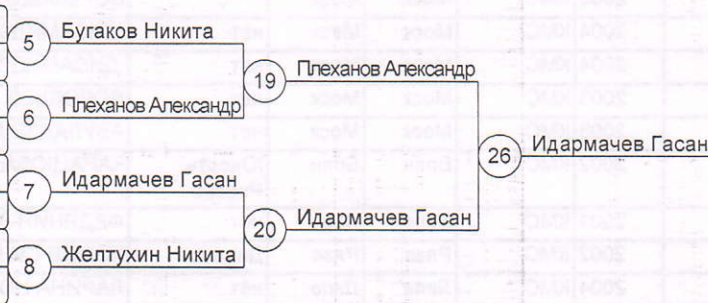 5 Бугаков Никита
19 Плеханов Александр
6 Плеханов Александр
26 Идармачев Гасан
7 Идармачев Гасан
20 Идармачев Гасан
8 Желтухин Никита